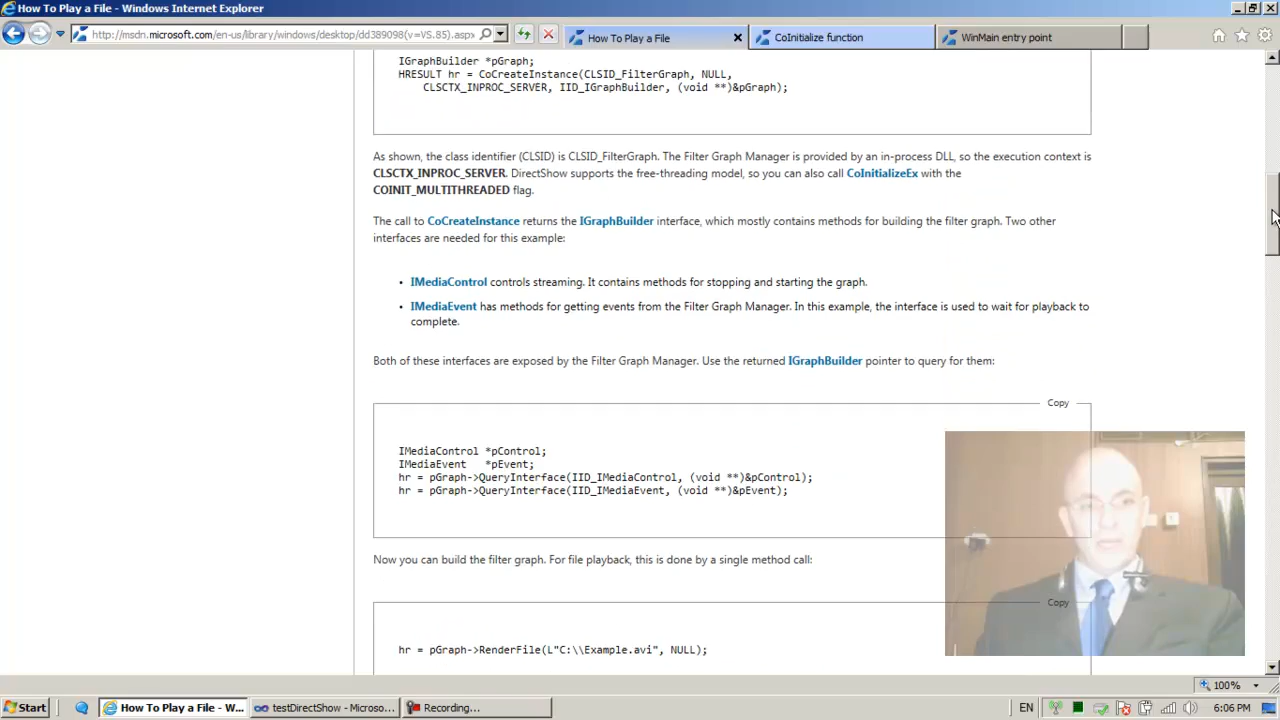 How To Play a File - Windows Internet Explorer
http://msdn.microsoft.com/en-us/library/windows/desktop/dd389098(v=VS.85).aspx
How To Play a File
CoInitialize function
WinMain entry point
IGraphBuilder *pGraph;
HRESULT hr = CoCreateInstance(CLSID_FilterGraph, NULL,
CLSCTX_INPROC_SERVER, IID_IGraphBuilder, (void **)&pGraph);
As shown, the class identifier (CLSID) is CLSID_FilterGraph. The Filter Graph Manager is provided by an in-process DLL, so the execution context is
CLSCTX_INPROC_SERVER. DirectShow supports the free-threading model, so you can also call CoInitializeEx with the
COINIT_MULTITHREADED flag.
The call to CoCreateInstance returns the IGraphBuilder interface, which mostly contains methods for building the filter graph. Two other
interfaces are needed for this example:
• IMediaControl controls streaming. It contains methods for stopping and starting the graph.
• IMediaEvent has methods for getting events from the Filter Graph Manager. In this example, the interface is used to wait for playback to
complete.
Both of these interfaces are exposed by the Filter Graph Manager. Use the returned IGraphBuilder pointer to query for them:
Copy
IMediaControl *pControl;
IMediaEvent *pEvent;
hr = pGraph->QueryInterface(IID_IMediaControl, (void **)&pControl);
hr = pGraph->QueryInterface(IID_IMediaEvent, (void **)&pEvent);
Now you can build the filter graph. For file playback, this is done by a single method call:
Copy
hr = pGraph->RenderFile(L"C:\\Example.avi", NULL);
100%
Start
How To Play a File - W...
testDirectShow - Microso...
Recording...
EN
6:06 PM